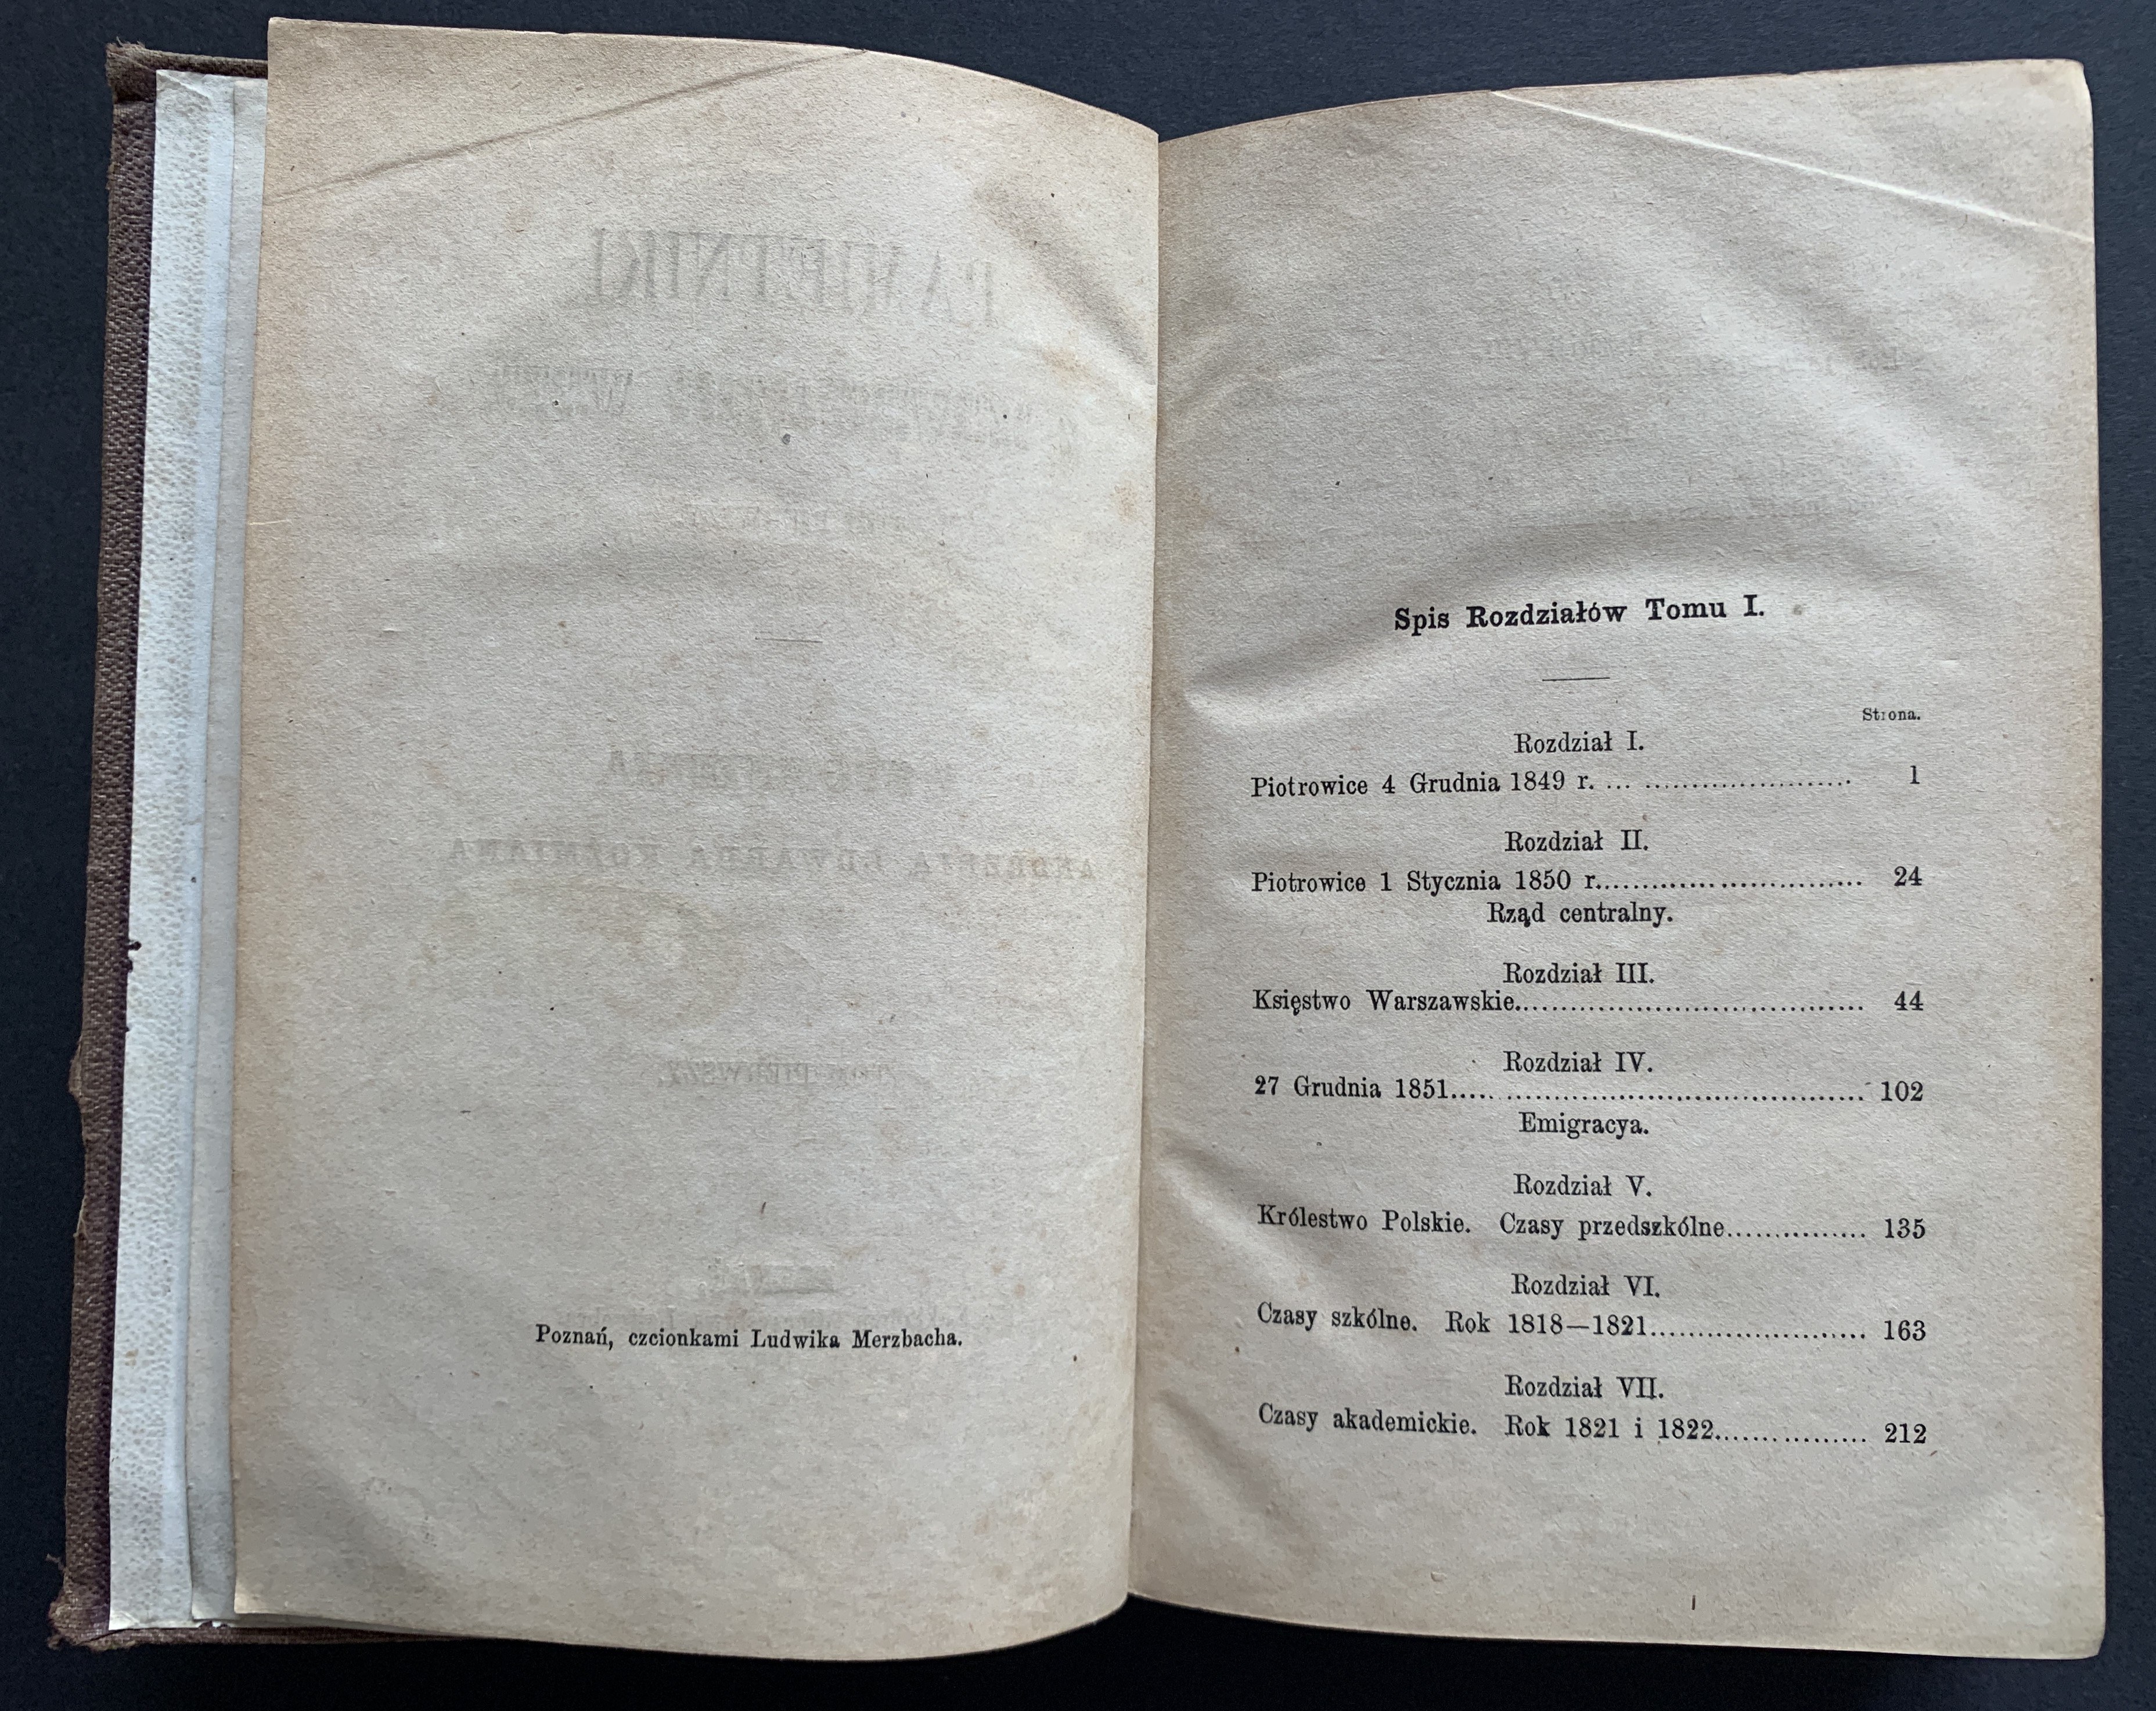 Poznań, czcionkami Ludwika Merzbacha.
Spis Rozdziałów Tomu I.
Strona.
Rozdział I.
Piotrowice 4 Grudnia 1849 r. ... ........................ 1
Rozdział II.
Piotrowice 1 Stycznia 1850 r.............................. 24
Rząd centralny.
Rozdział III.
Księstwo Warszawskie...................................... 44
Rozdział IV.
27 Grudnia 1851..... ........................................ 102
Emigracya.
Rozdział V.
Królestwo Polskie. Czasy przedszkólne............... 135
Rozdział VI.
Czasy szkólne. Rok 1818—1821........................ 163
Rozdział VII.
Czasy akademickie. Rok 1821 i 1822................. 212